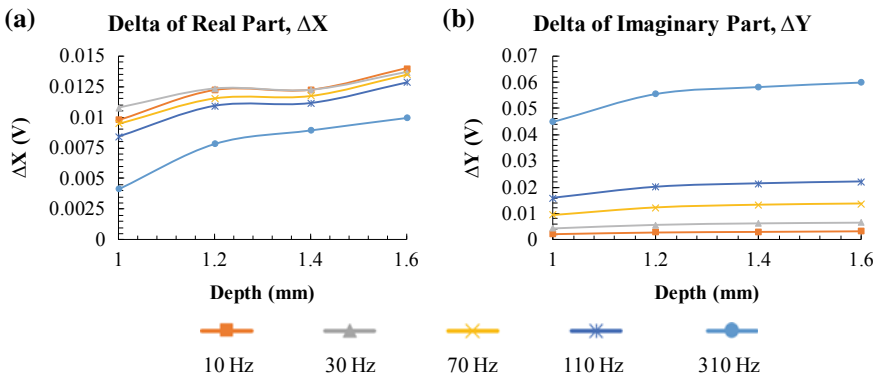 (a)
Delta of Real Part, ΔX
0.015
0.0125
0.01
0.0075
0.005
0.0025
0
ΔX (V)
1
1.2
1.4
1.6
Depth (mm)
(b)
Delta of Imaginary Part, ΔY
0.07
0.06
0.05
0.04
0.03
0.02
0.01
0
ΔY (V)
1
1.2
1.4
1.6
Depth (mm)
10 Hz
30 Hz
70 Hz
110 Hz
310 Hz